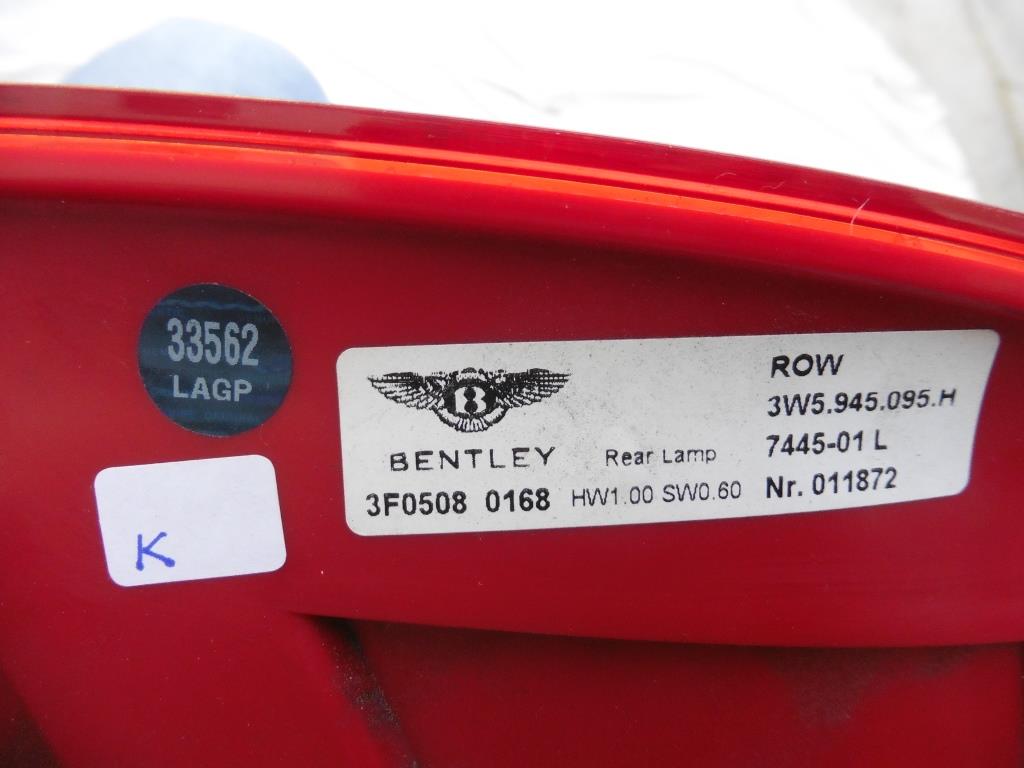 33562
LAGP
K
B
BENTLEY
3F0508 0168
Rear Lamp
HW1.00 SW0.60
ROW
3W5.945.095.H
7445-01 L
Nr. 011872